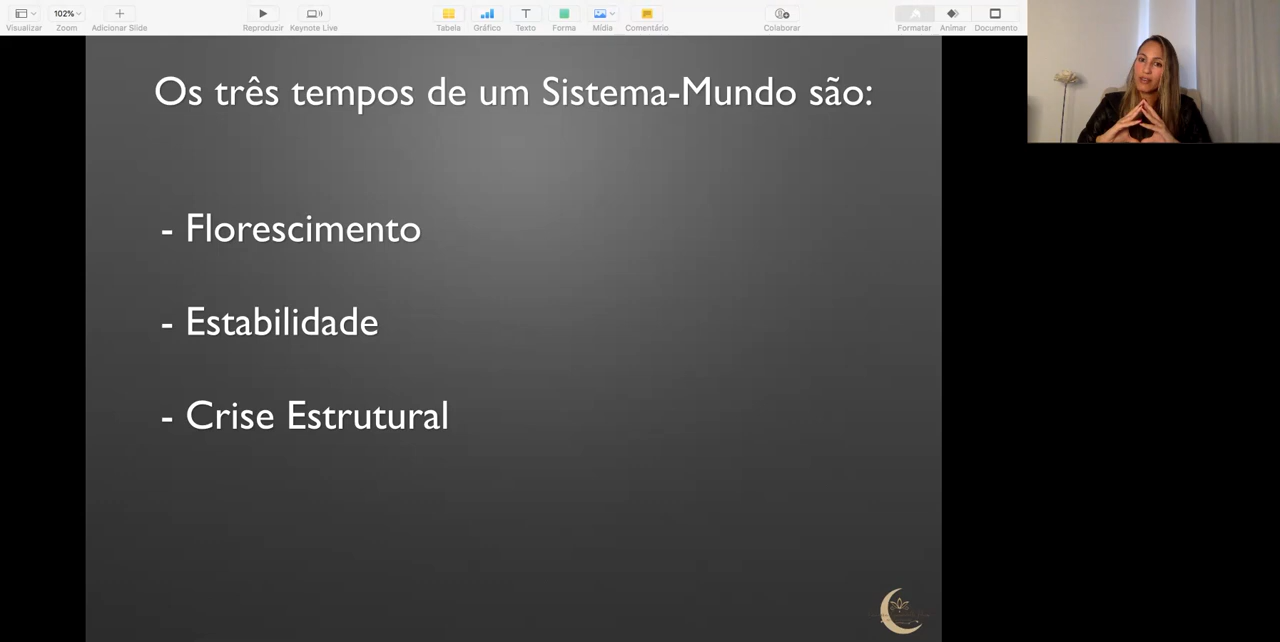 102%
Visualizar
Zoom
Adicionar Slide
Reproduzir
Keynote Live
Tabela
Gráfico
Texto
Forma
Mídia
Comentário
Colaborar
Formatar
Animar
Documento
Os três tempos de um Sistema-Mundo são:
- Florescimento
- Estabilidade
- Crise Estrutural